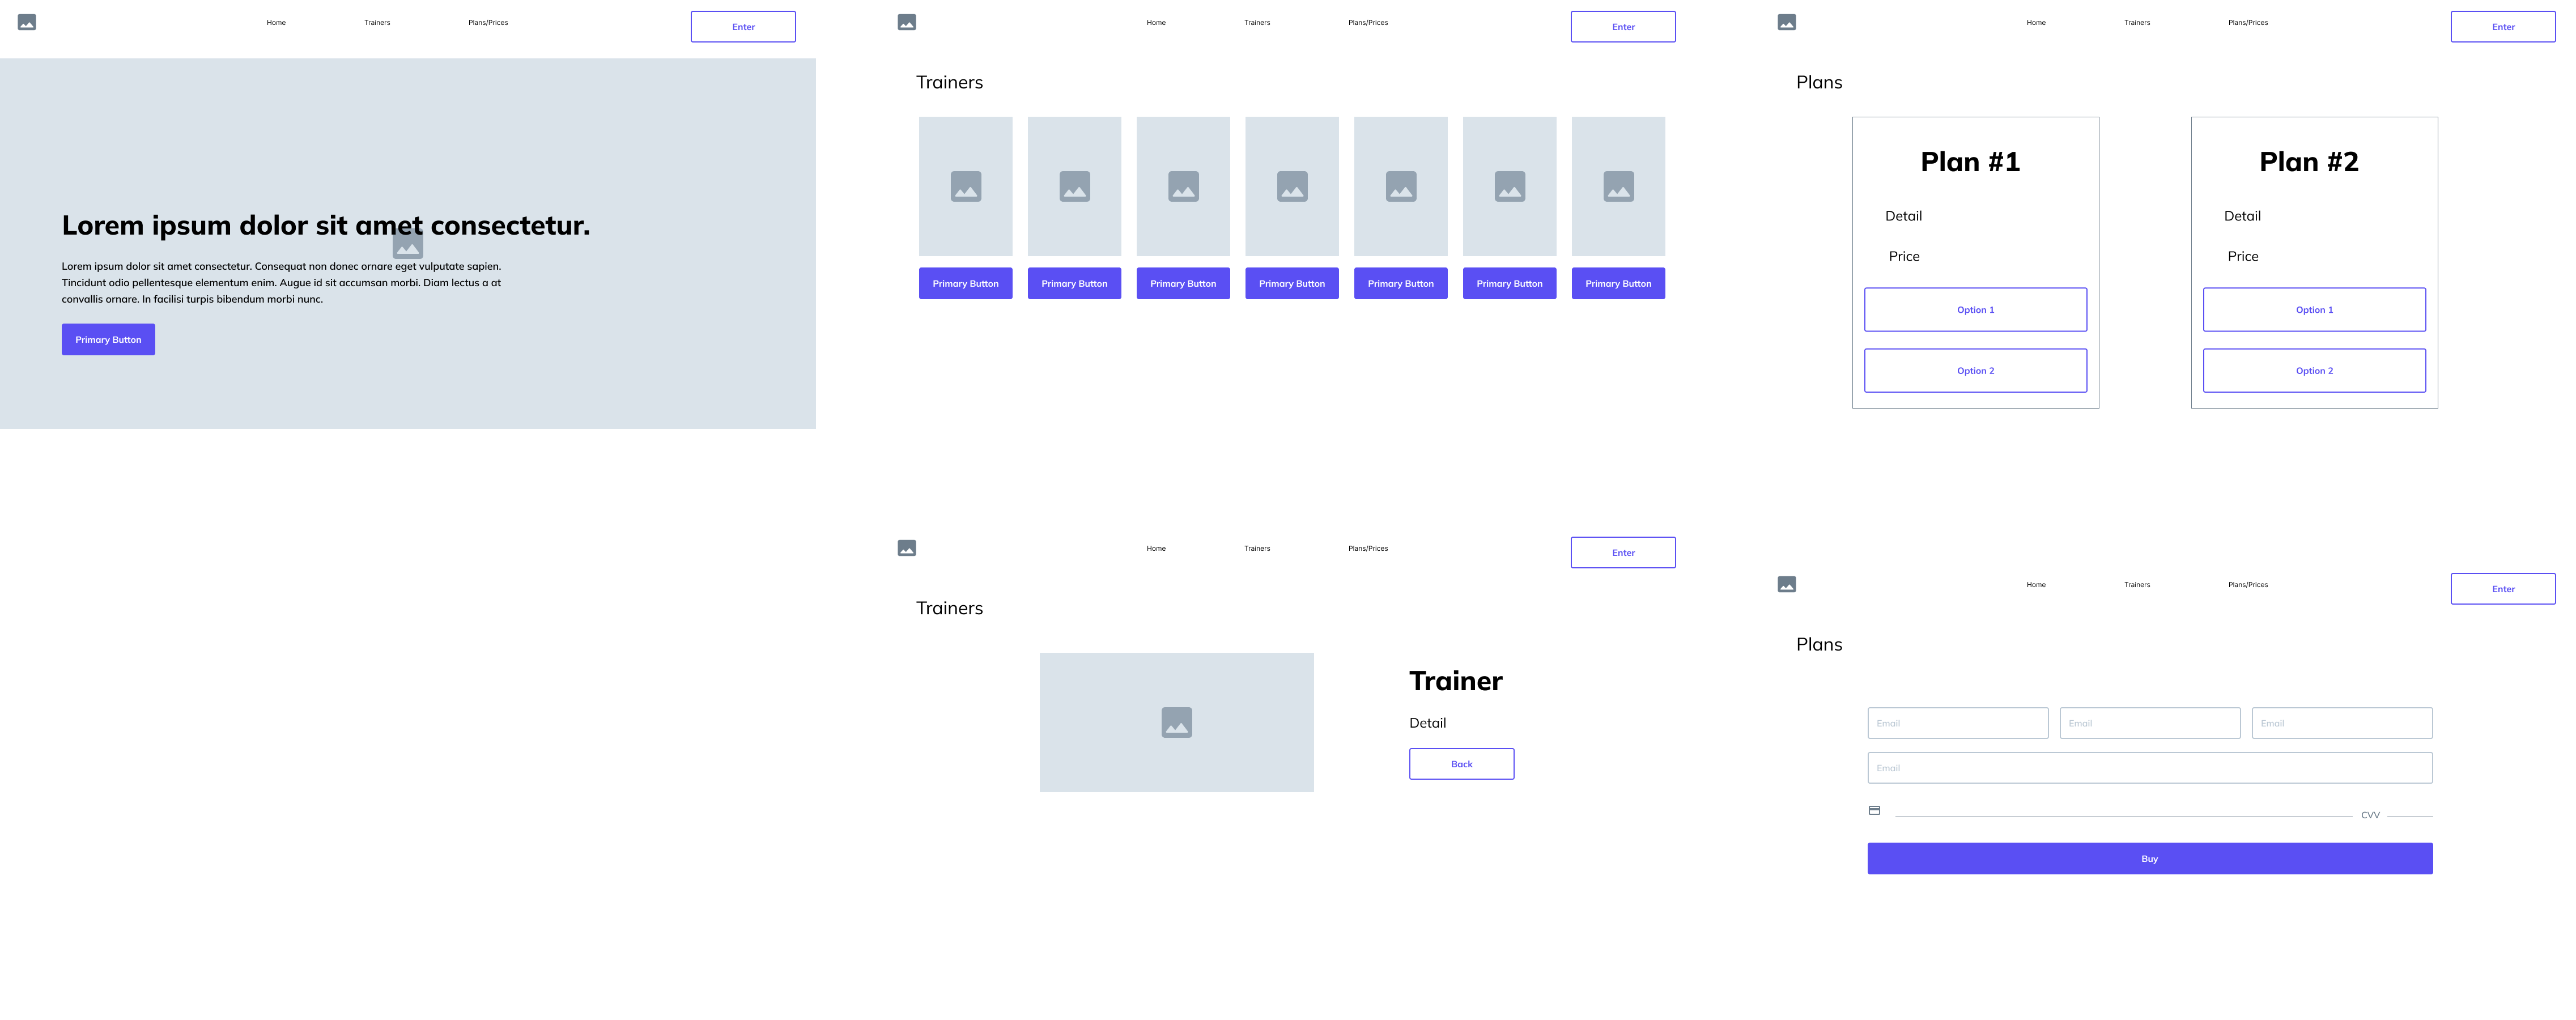 Home Trainers Plans/Prices Enter
Lorem ipsum dolor sit amet consectetur.
Lorem ipsum dolor sit amet consectetur. Consequat non donec ornare eget vulputate sapien.
Tincidunt odio pellentesque elementum enim. Augue id sit accumsan morbi. Diam lectus a at
convallis ornare. In facilisi turpis bibendum morbi nunc.
Primary Button
Home Trainers Plans/Prices Enter
Trainers
Primary Button Primary Button Primary Button Primary Button Primary Button Primary Button Primary Button
Home Trainers Plans/Prices Enter
Plans
Plan #1
Detail
Price
Option 1
Option 2
Plan #2
Detail
Price
Option 1
Option 2
Home Trainers Plans/Prices Enter
Trainers
Trainer
Detail
Back
Home Trainers Plans/Prices Enter
Plans
Email Email Email
Email
CVV
Buy